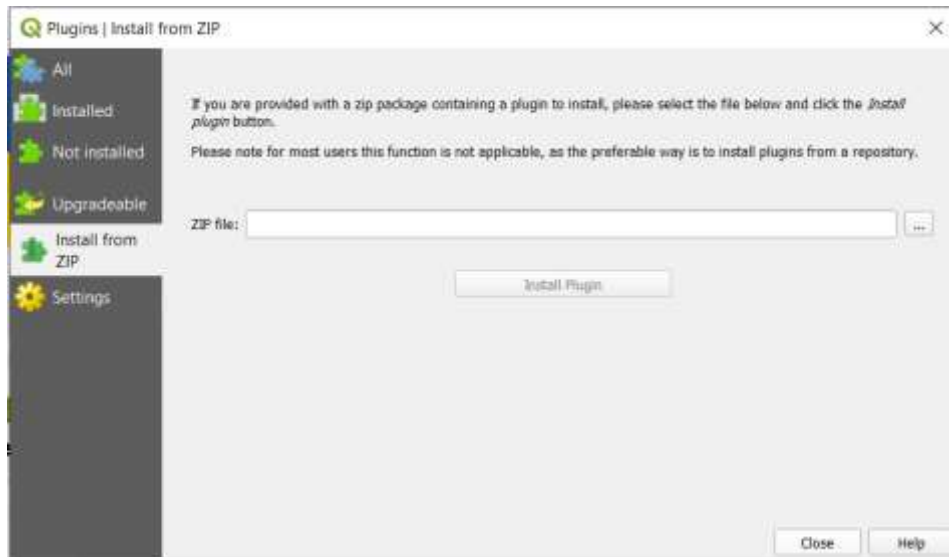 Plugins | Install from ZIP
All
Installed
Not installed
Upgradeable
Install from
ZIP
Settings
If you are provided with a zip package containing a plugin to install, please select the file below and click the Install
plugin button.
Please note for most users this function is not applicable, as the preferable way is to install plugins from a repository.
ZIP file:
...
Install Plugin
Close
Help